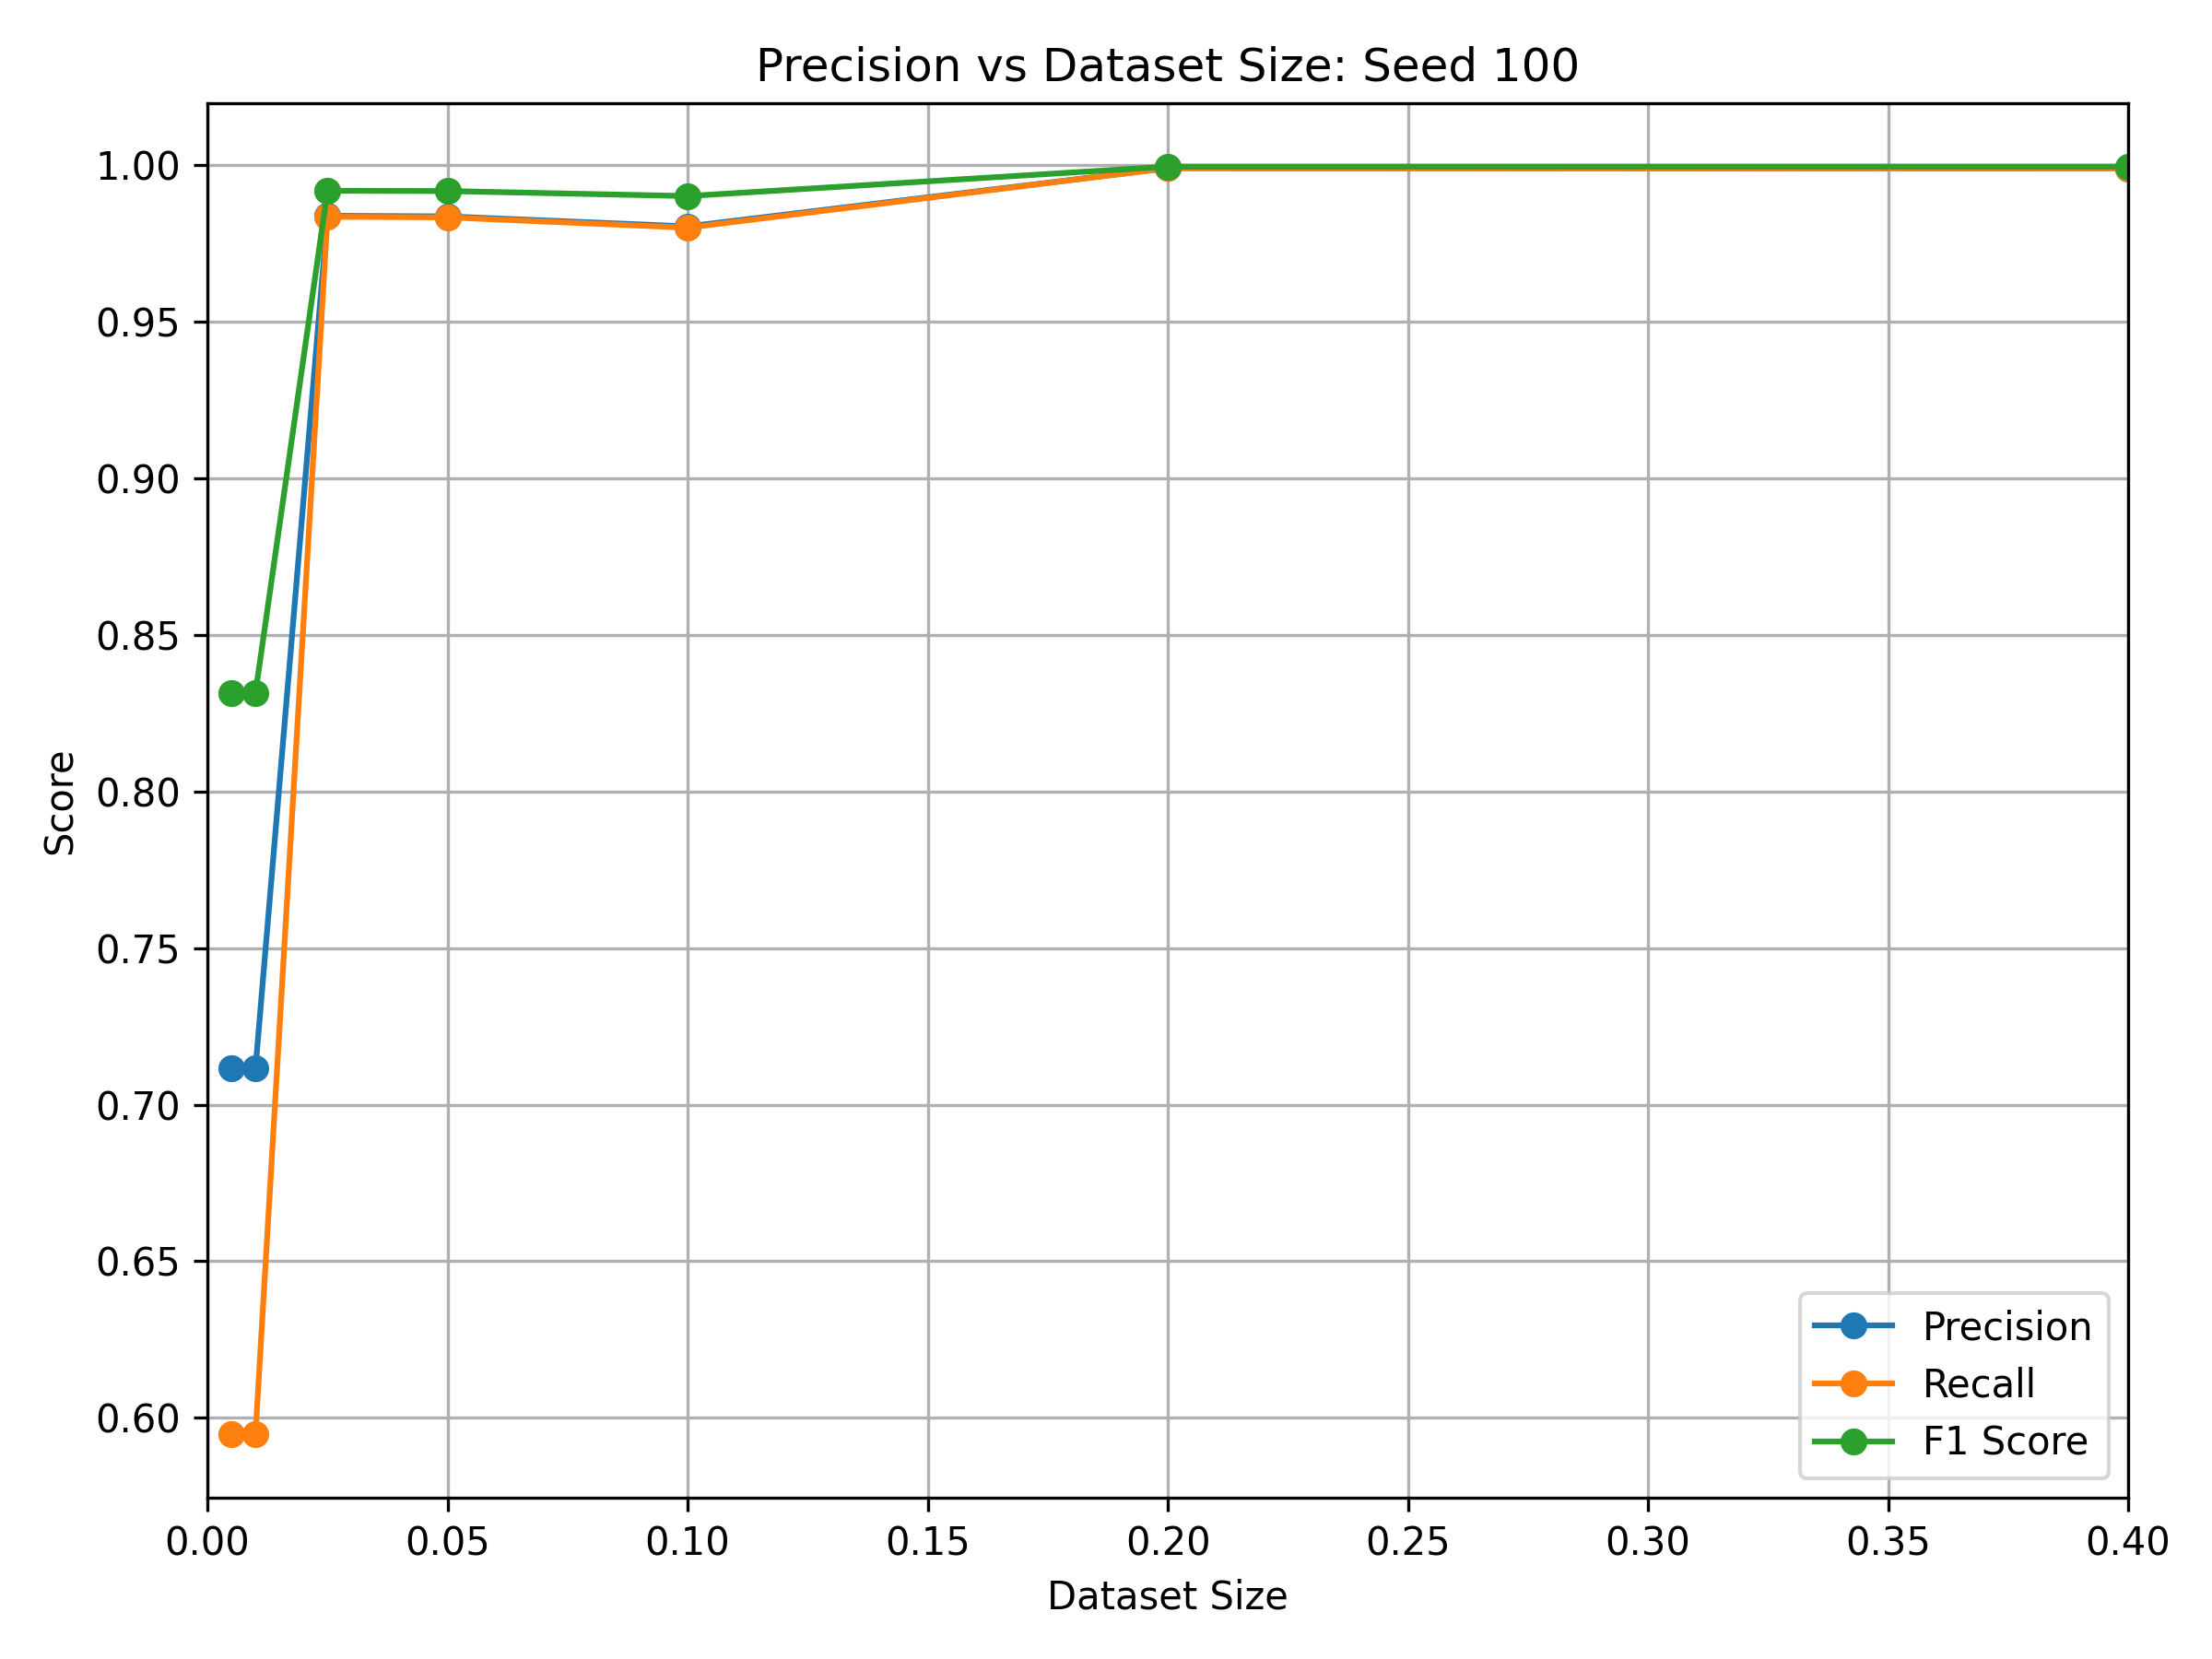 Precision vs Dataset Size: Seed 100
1.00
0.95
0.90
0.85
0.80
0.75
0.70
0.65
0.60
Score
0.00 0.05 0.10 0.15 0.20 0.25 0.30 0.35 0.40
Dataset Size
Precision
Recall
F1 Score